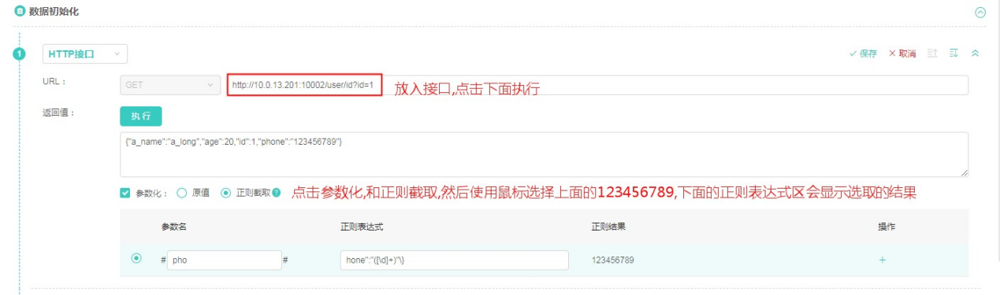 数据初始化
1 HTTP接口 保存 取消
URL： GET http://10.0.13.201:10002/user/id?id=1 放入接口,点击下面执行
返回值： 执行
{"a_name":"a_long","age":20,"id":1,"phone":"123456789"}
参数化： 原值 正则截取 ? 点击参数化,和正则截取,然后使用鼠标选择上面的123456789,下面的正则表达式区会显示选取的结果
参数名 正则表达式 正则结果 操作
# pho # hone":"([\d]+)"\} 123456789 +